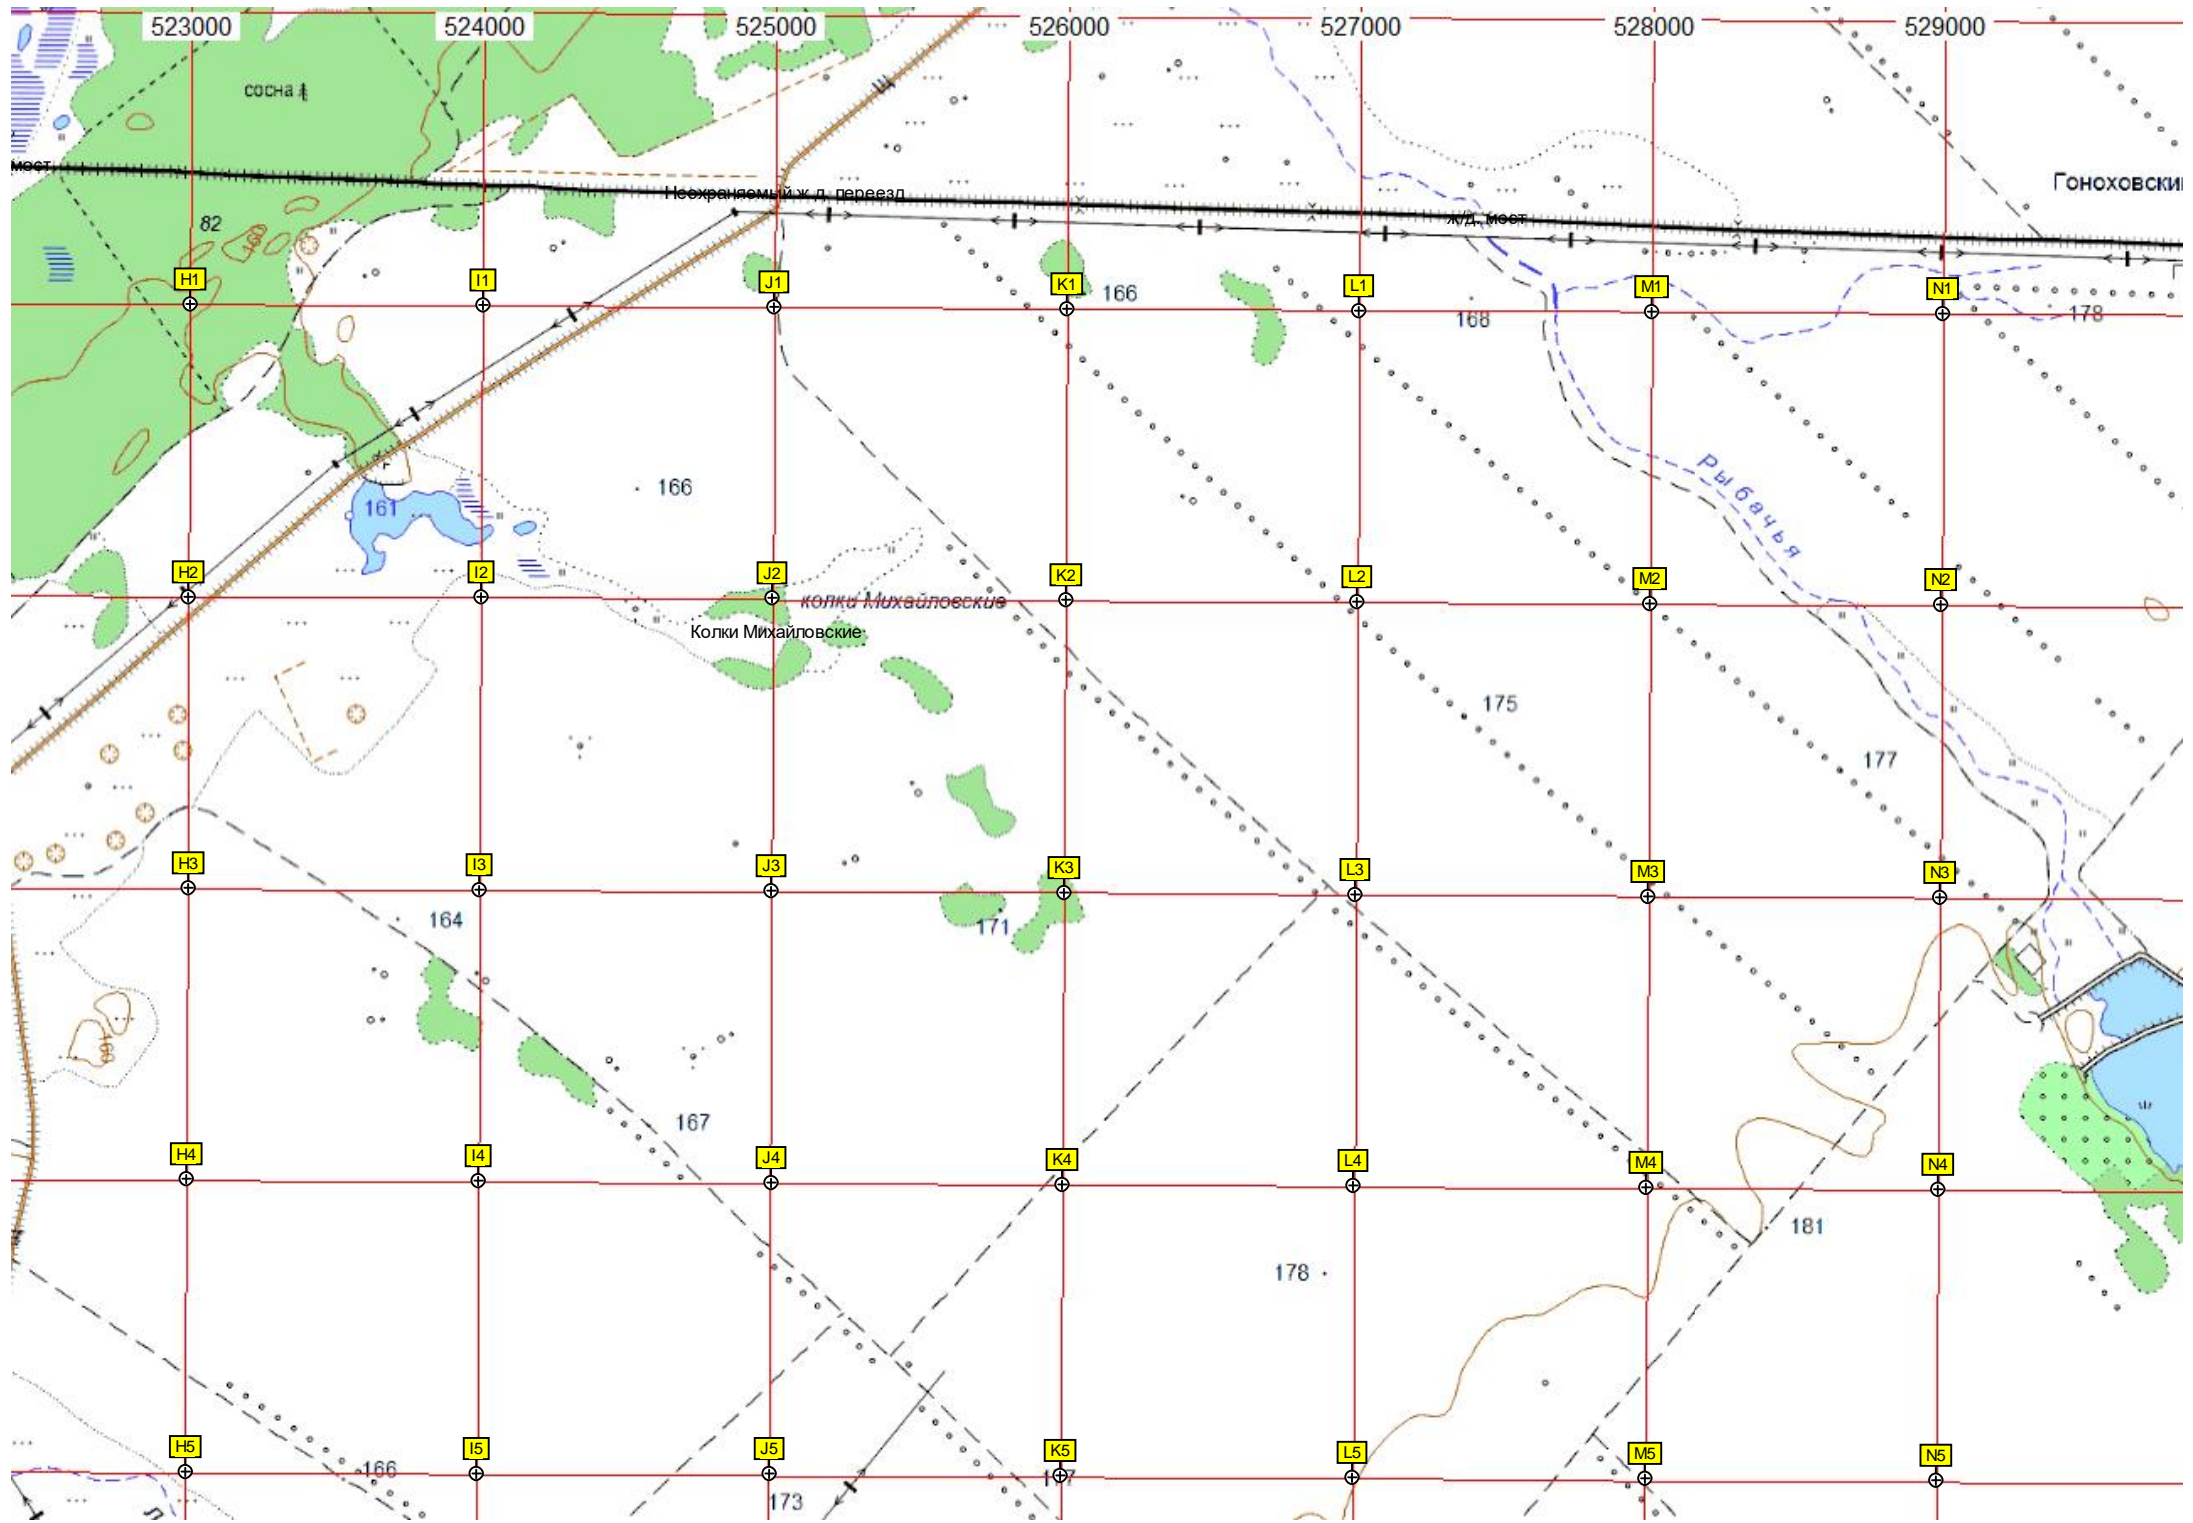 523000 524000 525000 526000 527000 528000 529000
сосна
мост
Неохраняемый ж.д. переезд
Гоноховски
82
160
ж/д. мост
H1 I1 J1 K1 L1 M1 N1
166
168
178
Рыбачья
161
166
H2 I2 J2 K2 L2 M2 N2
колки Михайловские
Колки Михайловские
175
177
H3 I3 J3 K3 L3 M3 N3
164
171
160
167
H4 I4 J4 K4 L4 M4 N4
181
178
H5 I5 J5 K5 L5 M5 N5
166
177
173